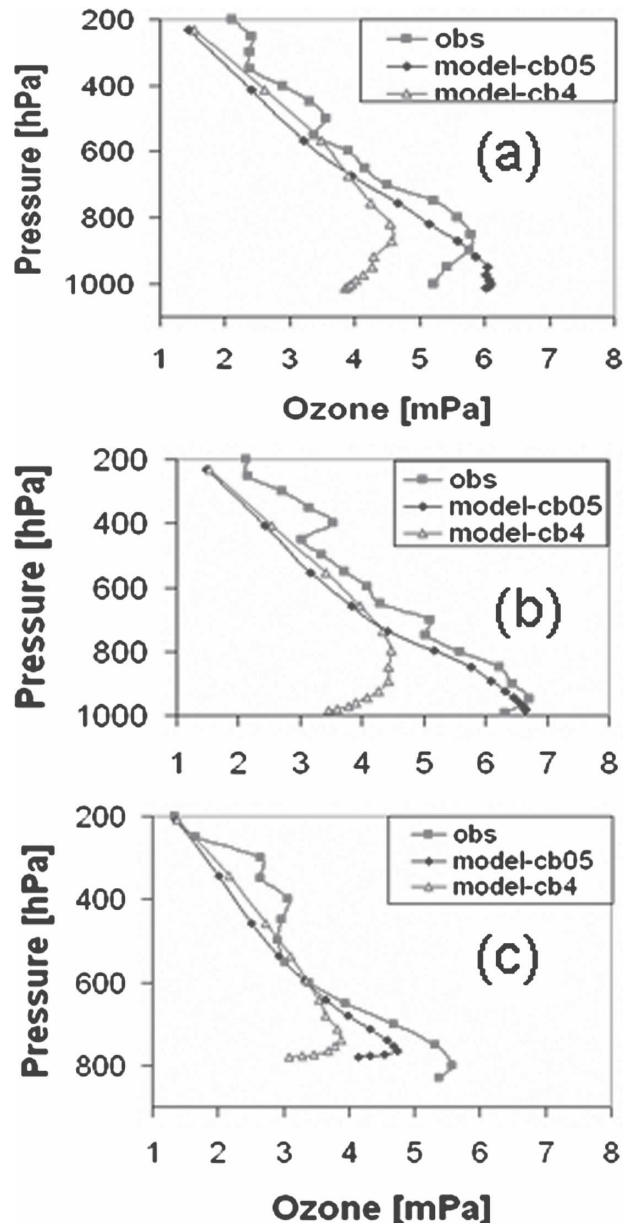 200
400
600
800
1000
Pressure [hPa]
obs
model-cb05
model-cb4
(a)
1 2 3 4 5 6 7 8
Ozone [mPa]
200
400
600
800
1000
Pressure [hPa]
obs
model-cb05
model-cb4
(b)
1 2 3 4 5 6 7 8
200
400
600
800
Pressure [hPa]
obs
model-cb05
model-cb4
(c)
1 2 3 4 5 6 7 8
Ozone [mPa]